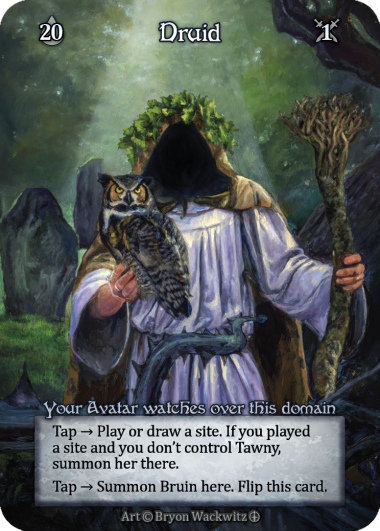 20
Druid
1
Your Avatar watches over this domain
Tap → Play or draw a site. If you played
a site and you don't control Tawny,
summon her there.
Tap → Summon Bruin here. Flip this card.
Art © Bryon Wackwitz